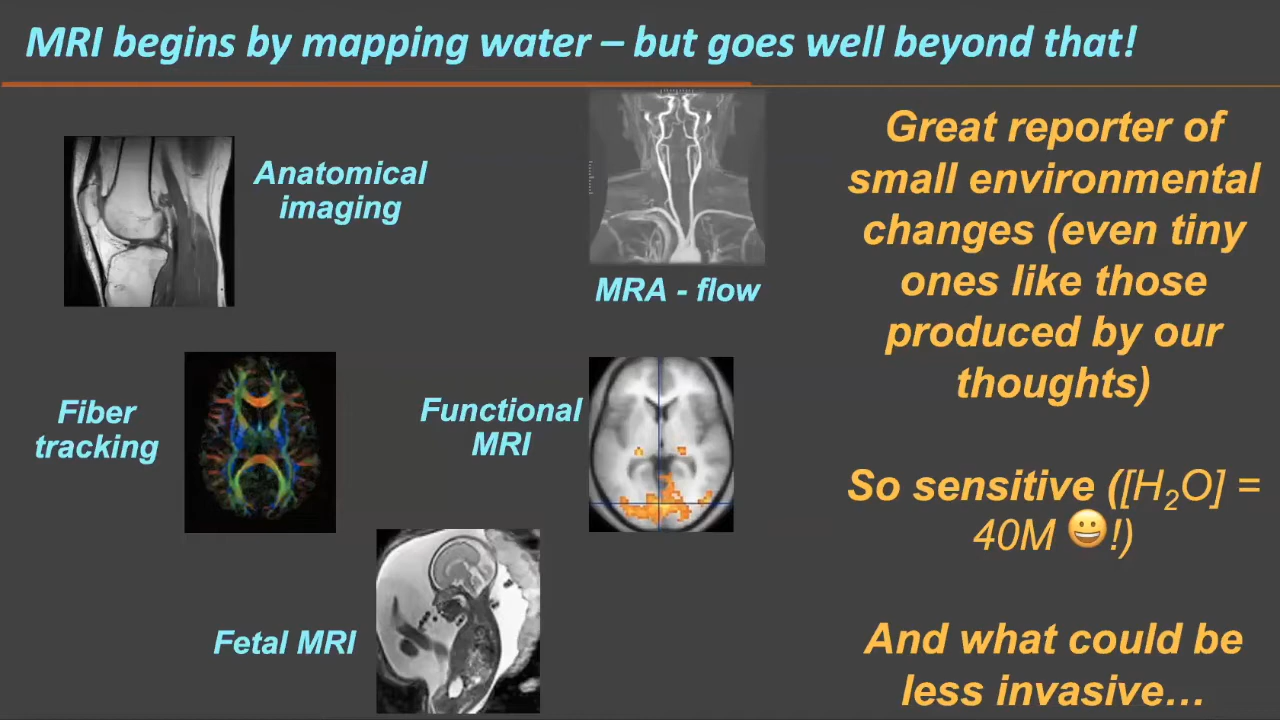 MRI begins by mapping water – but goes well beyond that!
Anatomical
imaging
MRA - flow
Fiber
tracking
Functional
MRI
Fetal MRI
Great reporter of
small environmental
changes (even tiny
ones like those
produced by our
thoughts)
So sensitive ([H₂O] =
40M 😀!)
And what could be
less invasive…